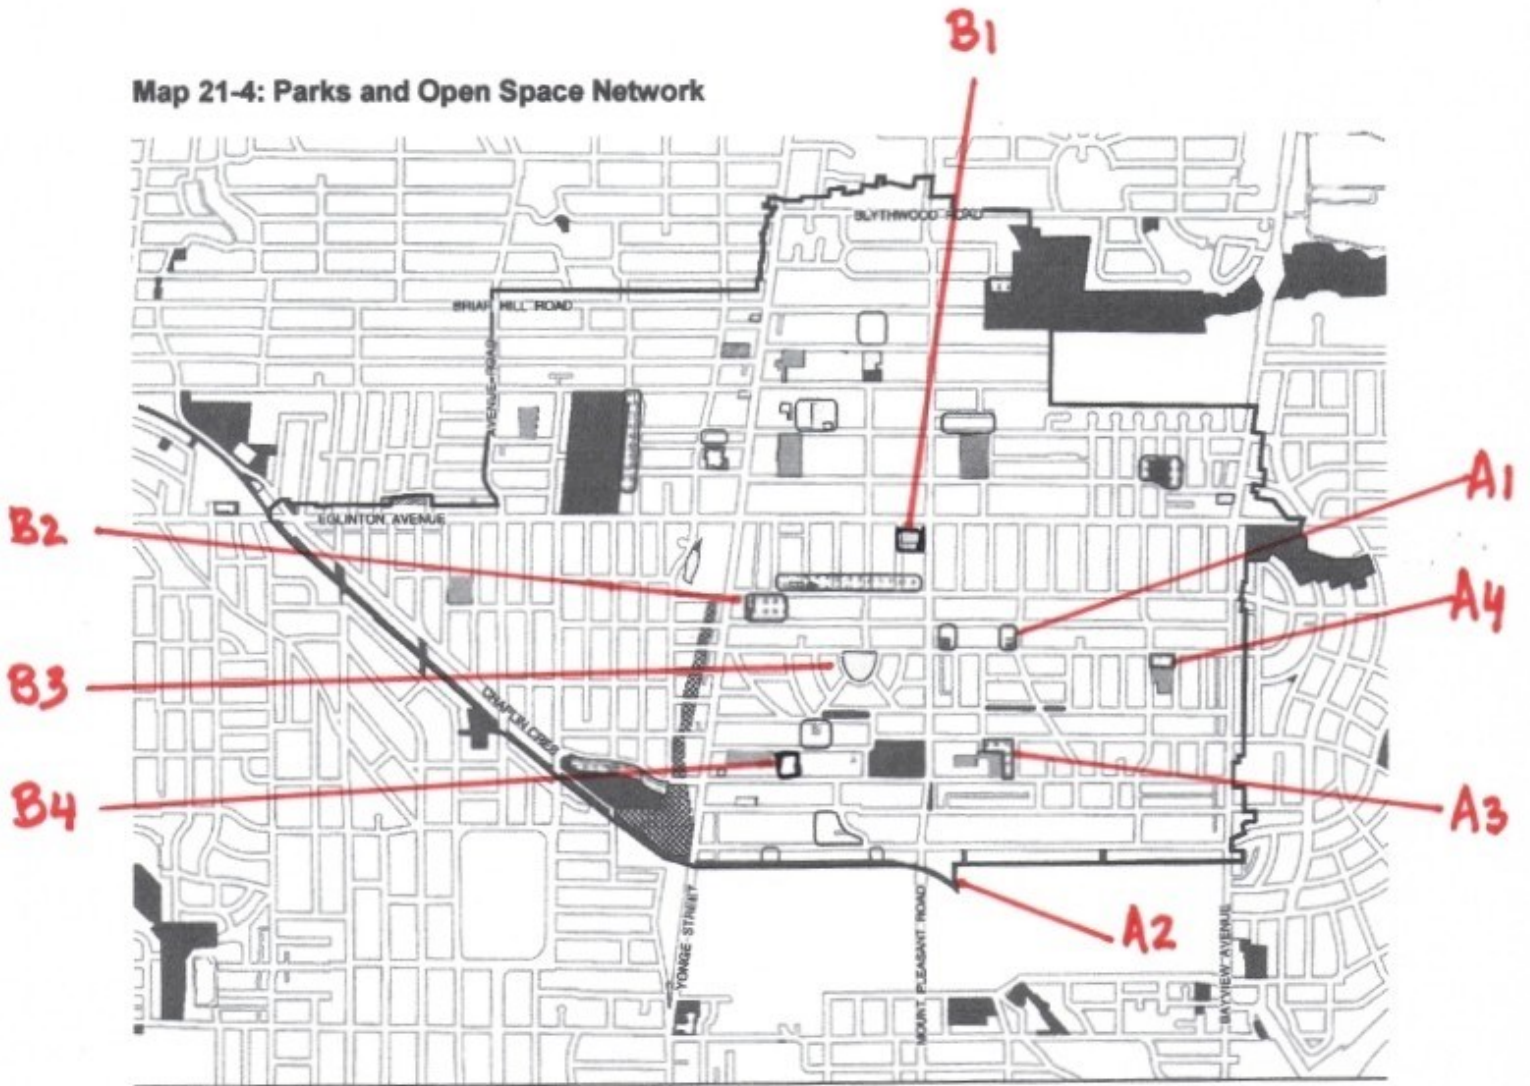 B1
Map 21-4: Parks and Open Space Network
BLYTHWOOD ROAD
BRIAR HILL ROAD
AVENUE ROAD
A1
EGLINTON AVENUE
B2
A4
B3
CHAPLIN CRES
B4
A3
A2
YONGE STREET
MOUNT PLEASANT ROAD
BAYVIEW AVENUE